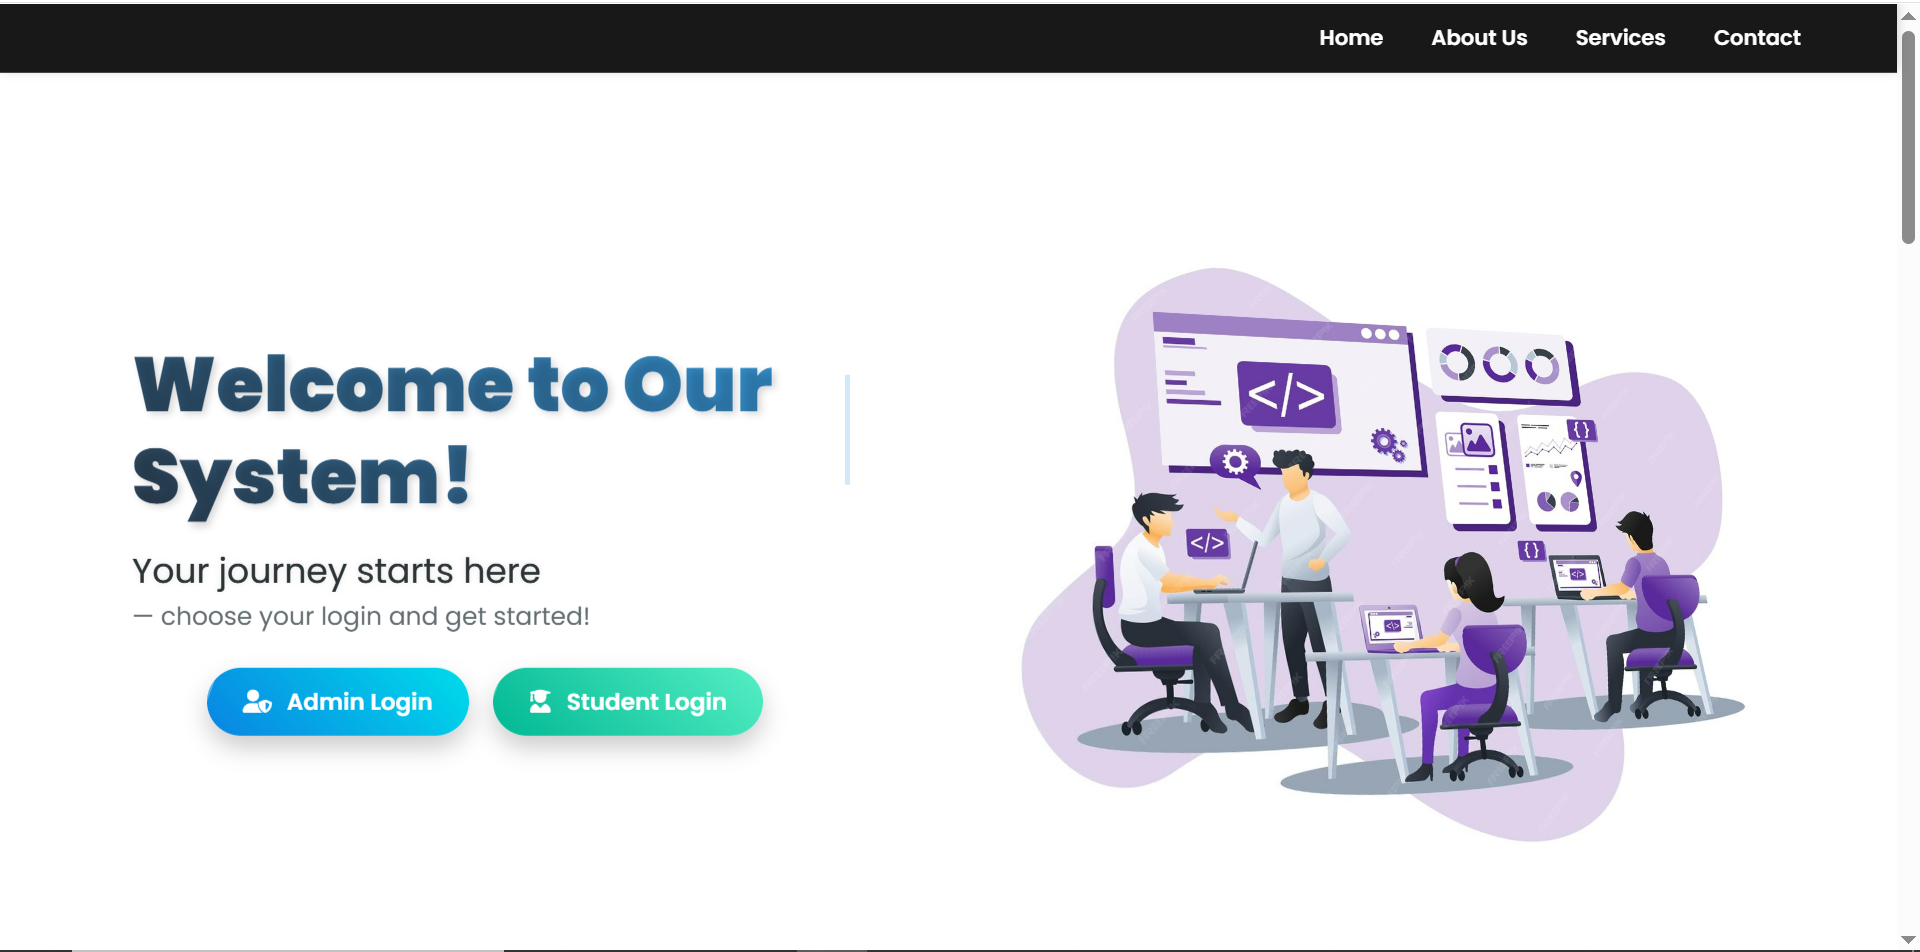 Home About Us Services Contact
Welcome to Our
System!
Your journey starts here
— choose your login and get started!
Admin Login Student Login
</>
{}
</>
{}
</>
</>